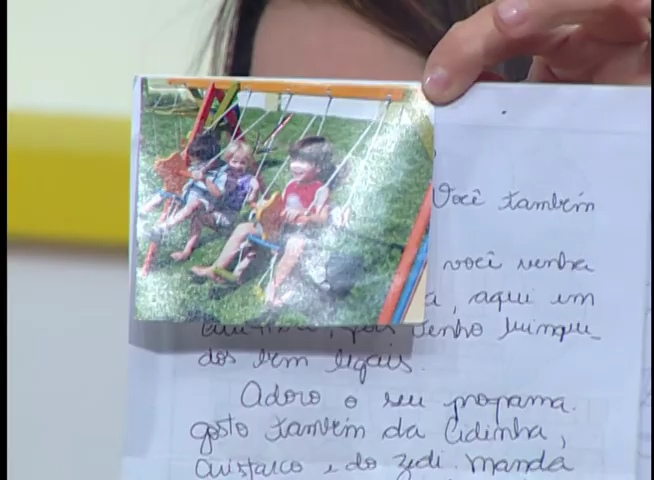 Você também
você venha
, aqui em
tenho brinque_
dos bem legais.
Adoro o seu programa.
gosto também da Cidinha,
e do zedi. manda